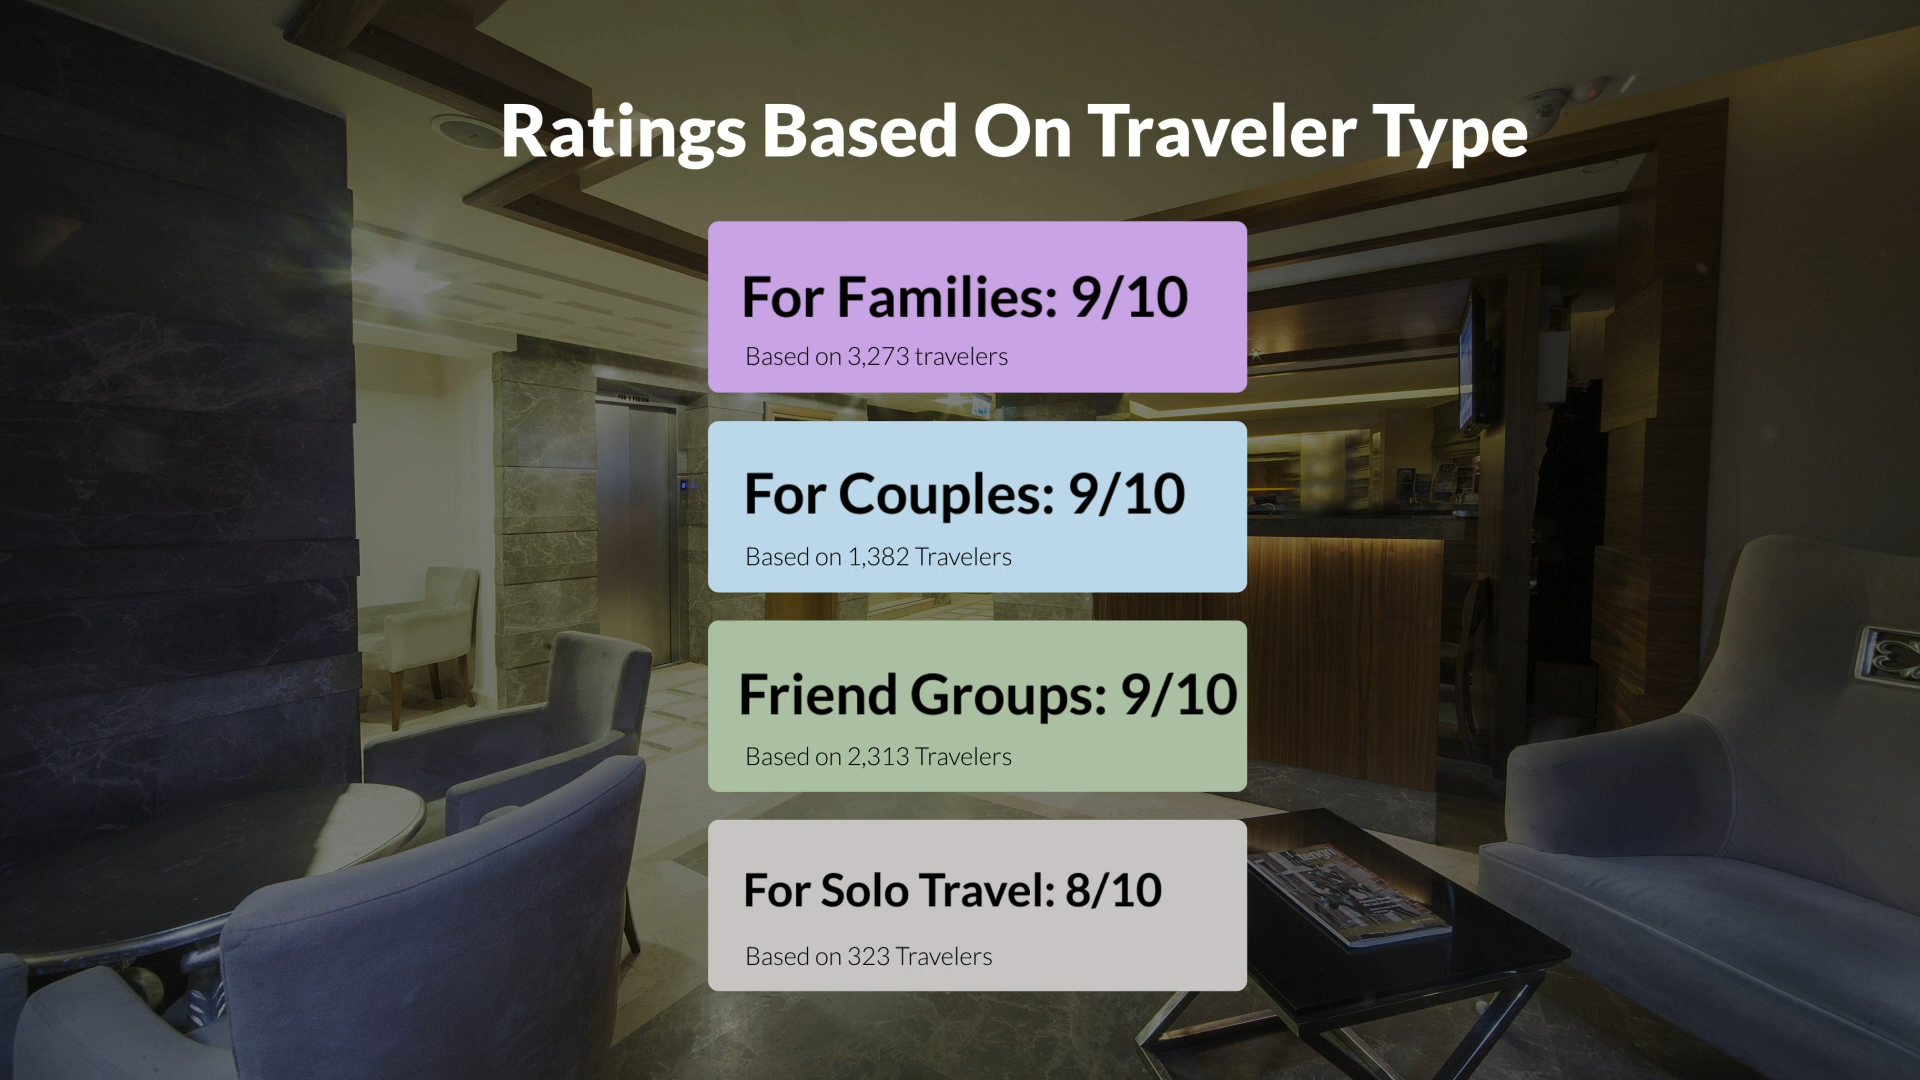 Ratings Based On Traveler Type
For Families: 9/10
Based on 3,273 travelers
For Couples: 9/10
Based on 1,382 Travelers
Friend Groups: 9/10
Based on 2,313 Travelers
For Solo Travel: 8/10
Based on 323 Travelers